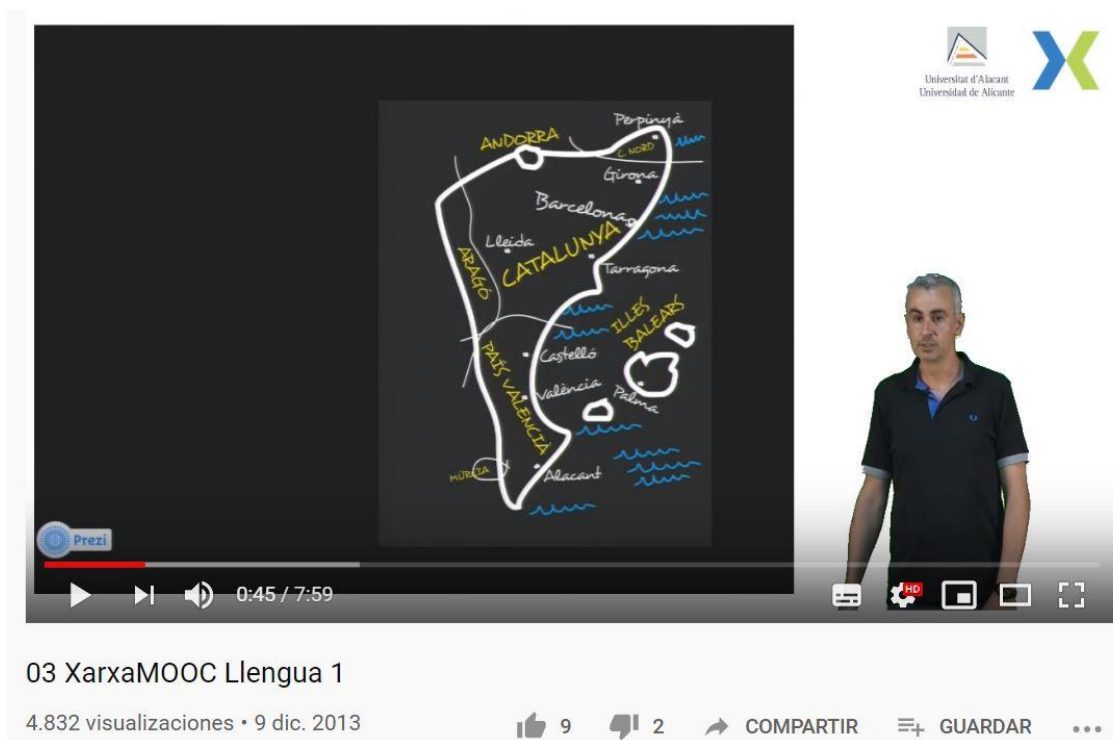 Universitat d'Alacant
Universidad de Alicante
Perpinyà
ANDORRA
C. NORD
Girona
Barcelona
Lleida
CATALUNYA
ARAGÓ
Tarragona
ILLES
BALEARS
Castelló
PAÍS VALENCIÀ
València
Palma
MÚRCIA
Alacant
Prezi
0:45 / 7:59
HD
03 XarxaMOOC Llengua 1
4.832 visualizaciones • 9 dic. 2013
9
2
COMPARTIR
GUARDAR